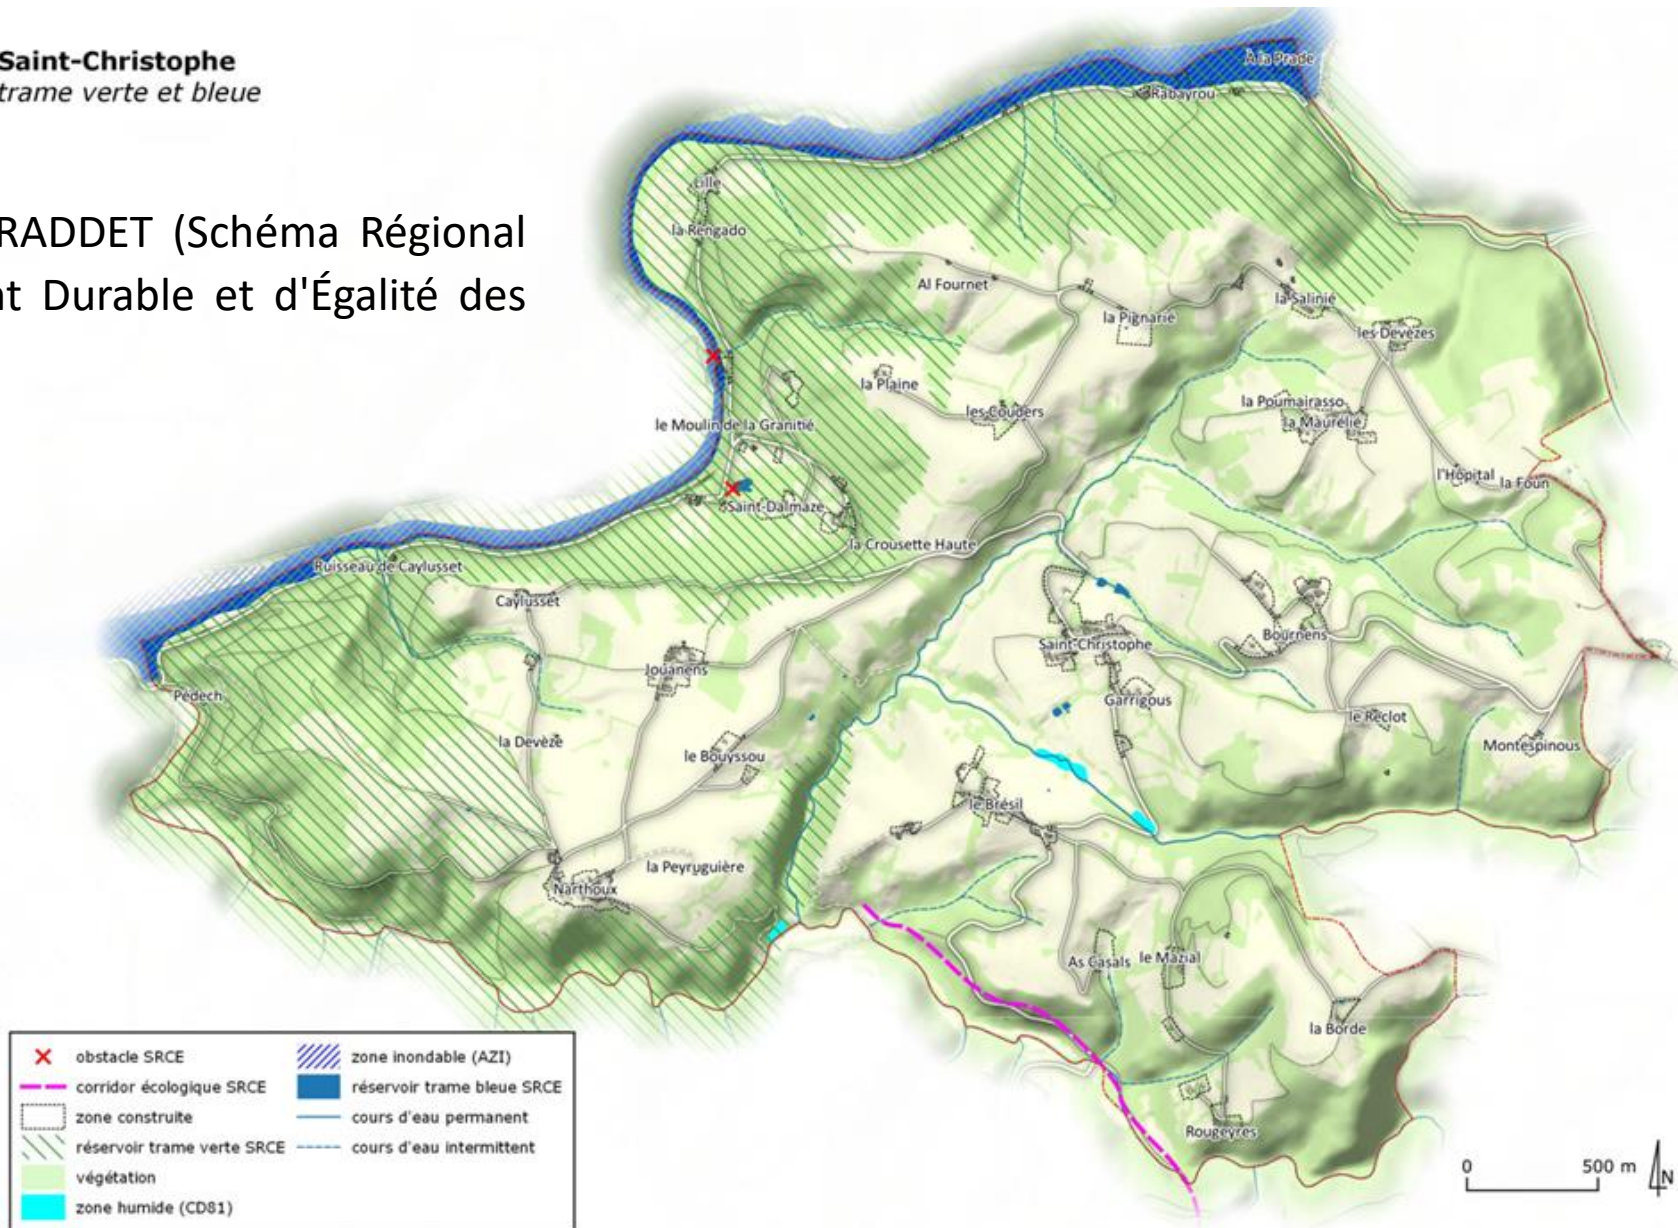 Saint-Christophe
trame verte et bleue
RADDET (Schéma Régional
t Durable et d'Égalité des
À la Prade
Rabayrou
Lille
la Rengado
Al Fournet
la Pignarié
la Salinié
les Devèzes
la Plaine
les Couders
la Poumairasso
la Maurélié
le Moulin de la Granitié
l'Hôpital
la Foun
Saint-Dalmaze
la Crousette Haute
Ruisseau de Caylusset
Caylusset
Saint-Christophe
Bournens
Jouanens
Pédech
Garrigous
le Réclot
la Devèze
le Bouyssou
Montespinous
le Brésil
la Peyruguière
Narthoux
As Casals
le Mazial
la Borde
Rougeyres
obstacle SRCE
corridor écologique SRCE
zone construite
réservoir trame verte SRCE
végétation
zone humide (CD81)
zone inondable (AZI)
réservoir trame bleue SRCE
cours d'eau permanent
cours d'eau intermittent
0
500 m
N